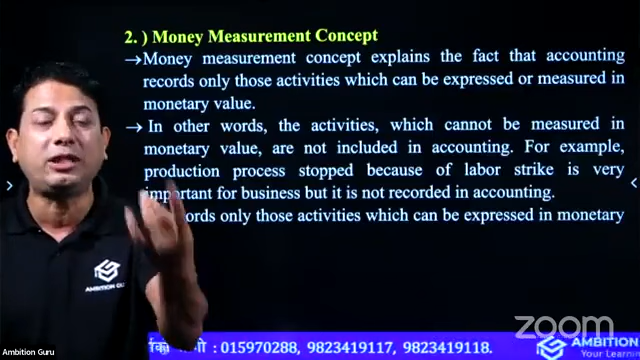 2. ) Money Measurement Concept
→Money measurement concept explains the fact that accounting
records only those activities which can be expressed or measured in
monetary value.
→ In other words, the activities, which cannot be measured in
monetary value, are not included in accounting. For example,
production process stopped because of labor strike is very
important for business but it is not recorded in accounting.
only those activities which can be expressed in monetary
AMBITION GU
Ambition Guru
: 015970288, 9823419117, 9823419118.
zoom
AMBITION
Your Learni